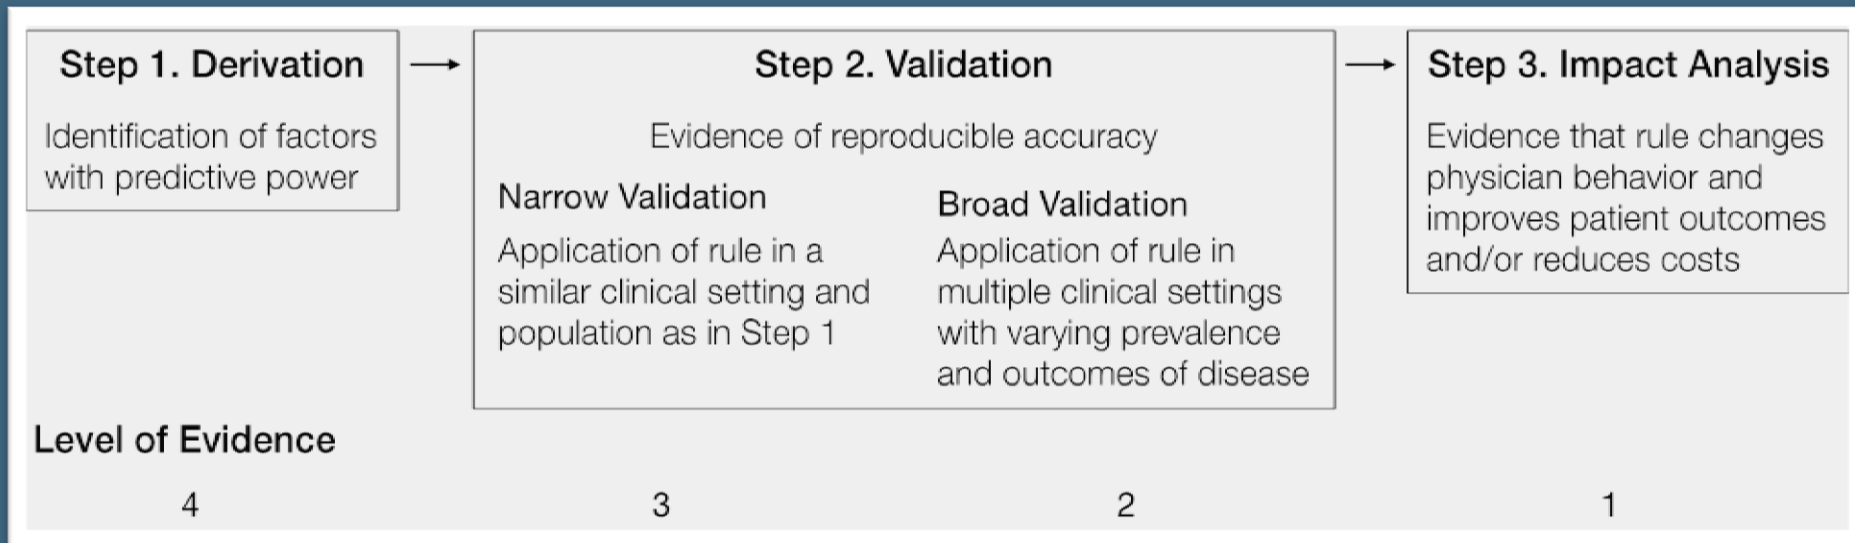 Step 1. Derivation
Identification of factors
with predictive power
Step 2. Validation
Evidence of reproducible accuracy
Narrow Validation
Application of rule in a
similar clinical setting and
population as in Step 1
Broad Validation
Application of rule in
multiple clinical settings
with varying prevalence
and outcomes of disease
Step 3. Impact Analysis
Evidence that rule changes
physician behavior and
improves patient outcomes
and/or reduces costs
Level of Evidence
4
3
2
1